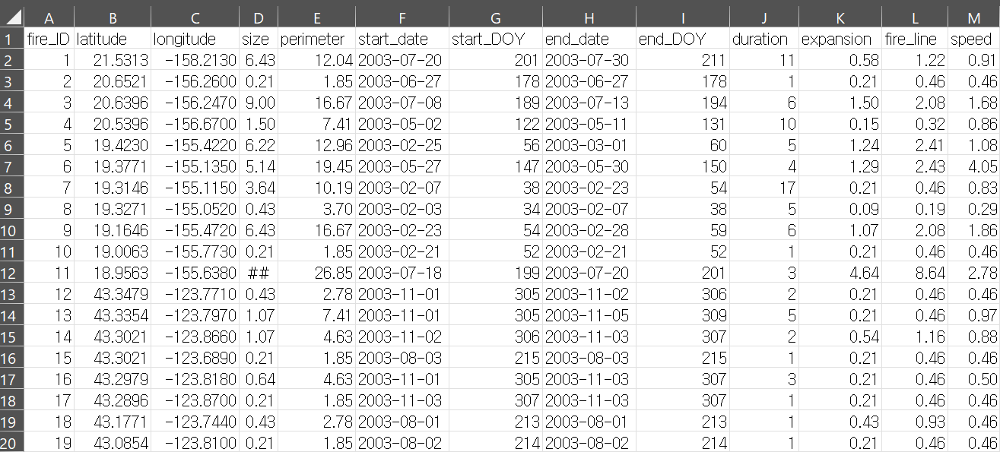 A B C D E F G H I J K L M
1 fire_ID latitude longitude size perimeter start_date start_DOY end_date end_DOY duration expansion fire_line speed
2 1 21.5313 -158.2130 6.43 12.04 2003-07-20 201 2003-07-30 211 11 0.58 1.22 0.91
3 2 20.6521 -156.2600 0.21 1.85 2003-06-27 178 2003-06-27 178 1 0.21 0.46 0.46
4 3 20.6396 -156.2470 9.00 16.67 2003-07-08 189 2003-07-13 194 6 1.50 2.08 1.68
5 4 20.5396 -156.6700 1.50 7.41 2003-05-02 122 2003-05-11 131 10 0.15 0.32 0.86
6 5 19.4230 -155.4220 6.22 12.96 2003-02-25 56 2003-03-01 60 5 1.24 2.41 1.08
7 6 19.3771 -155.1350 5.14 19.45 2003-05-27 147 2003-05-30 150 4 1.29 2.43 4.05
8 7 19.3146 -155.1150 3.64 10.19 2003-02-07 38 2003-02-23 54 17 0.21 0.46 0.83
9 8 19.3271 -155.0520 0.43 3.70 2003-02-03 34 2003-02-07 38 5 0.09 0.19 0.29
10 9 19.1646 -155.4720 6.43 16.67 2003-02-23 54 2003-02-28 59 6 1.07 2.08 1.86
11 10 19.0063 -155.7730 0.21 1.85 2003-02-21 52 2003-02-21 52 1 0.21 0.46 0.46
12 11 18.9563 -155.6380 ## 26.85 2003-07-18 199 2003-07-20 201 3 4.64 8.64 2.78
13 12 43.3479 -123.7710 0.43 2.78 2003-11-01 305 2003-11-02 306 2 0.21 0.46 0.46
14 13 43.3354 -123.7970 1.07 7.41 2003-11-01 305 2003-11-05 309 5 0.21 0.46 0.97
15 14 43.3021 -123.8660 1.07 4.63 2003-11-02 306 2003-11-03 307 2 0.54 1.16 0.88
16 15 43.3021 -123.6890 0.21 1.85 2003-08-03 215 2003-08-03 215 1 0.21 0.46 0.46
17 16 43.2979 -123.8180 0.64 4.63 2003-11-01 305 2003-11-03 307 3 0.21 0.46 0.50
18 17 43.2896 -123.8700 0.21 1.85 2003-11-03 307 2003-11-03 307 1 0.21 0.46 0.46
19 18 43.1771 -123.7440 0.43 2.78 2003-08-01 213 2003-08-01 213 1 0.43 0.93 0.46
20 19 43.0854 -123.8100 0.21 1.85 2003-08-02 214 2003-08-02 214 1 0.21 0.46 0.46